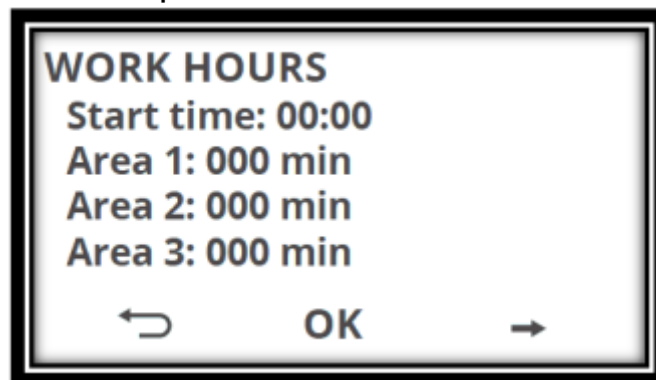 WORK HOURS
Start time: 00:00
Area 1: 000 min
Area 2: 000 min
Area 3: 000 min
OK